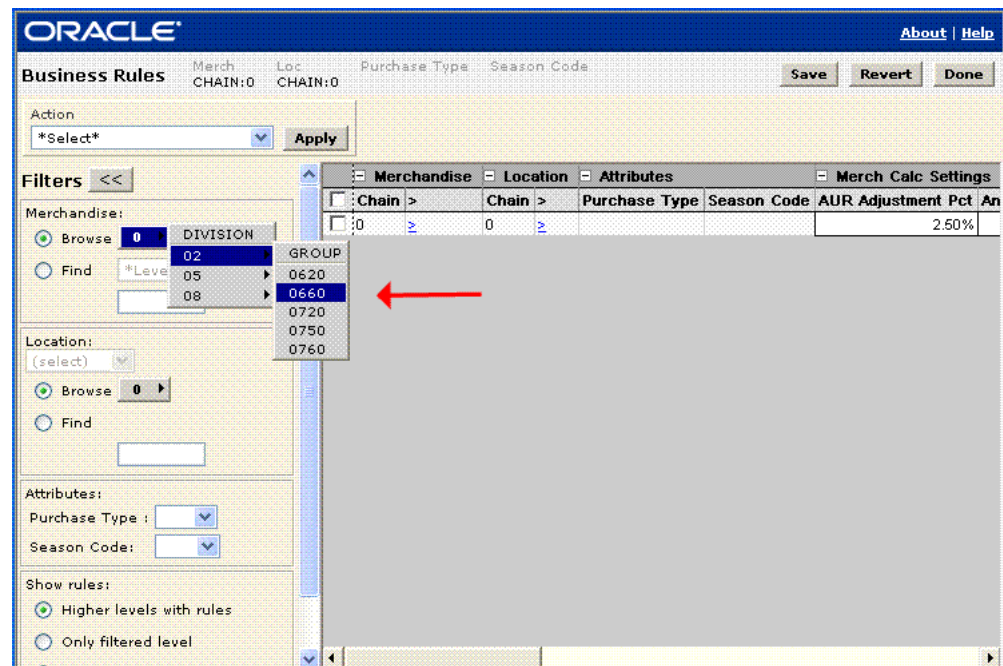 ORACLE
About | Help
Business Rules
Merch
CHAIN:0
Loc
CHAIN:0
Purchase Type
Season Code
Save
Revert
Done
Action
*Select*
Apply
Filters <<
Merchandise:
Browse 0
Find *Leve
DIVISION
02
05
08
GROUP
0620
0660
0720
0750
0760
Location:
(select)
Browse 0
Find
Attributes:
Purchase Type :
Season Code:
Show rules:
Higher levels with rules
Only filtered level
Merchandise Location Attributes Merch Calc Settings
Chain > Chain > Purchase Type Season Code AUR Adjustment Pct An
0 > 0 > 2.50%